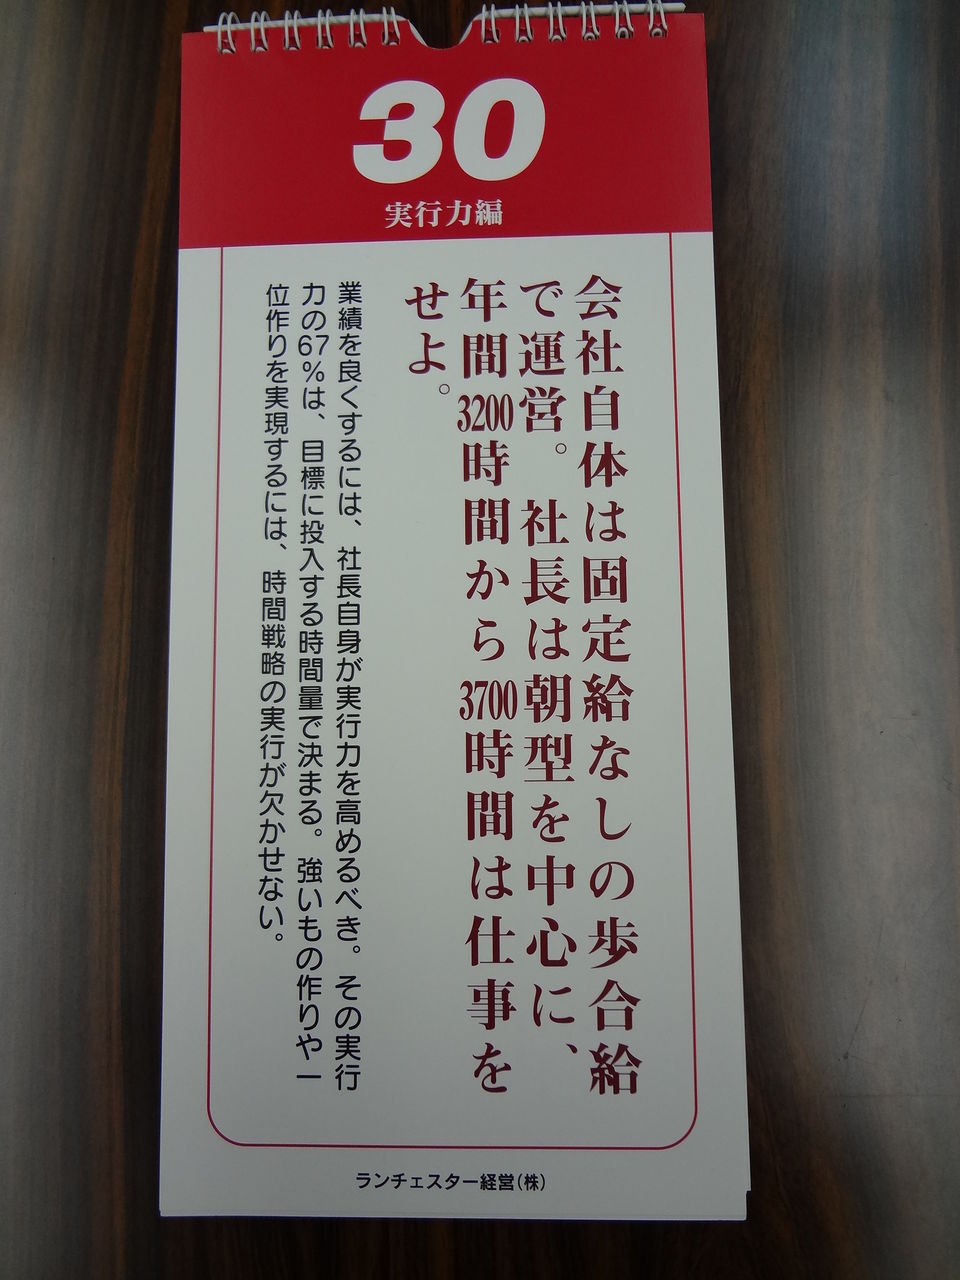 30
実行力編
会社自体は固定給なしの歩合給
で運営。社長は朝型を中心に、
年間3200時間から3700時間は仕事を
せよ。
業績を良くするには、社長自身が実行力を高めるべき。その実行
力の67%は、目標に投入する時間量で決まる。強いもの作りや一
位作りを実現するには、時間戦略の実行が欠かせない。
ランチェスター経営(株)